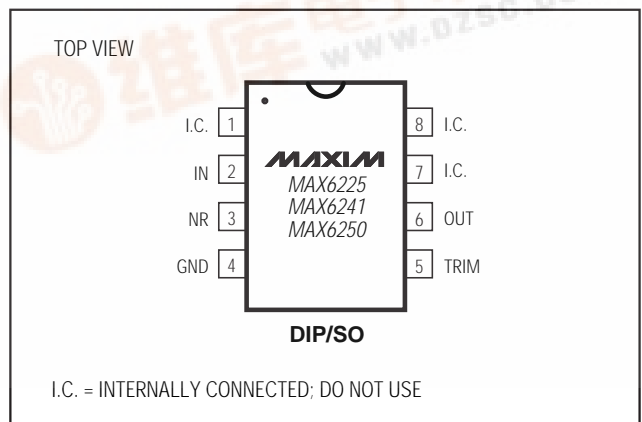 TOP VIEW
I.C. 1
IN 2
NR 3
GND 4
MAXIM
MAX6225
MAX6241
MAX6250
8 I.C.
7 I.C.
6 OUT
5 TRIM
DIP/SO
I.C. = INTERNALLY CONNECTED; DO NOT USE